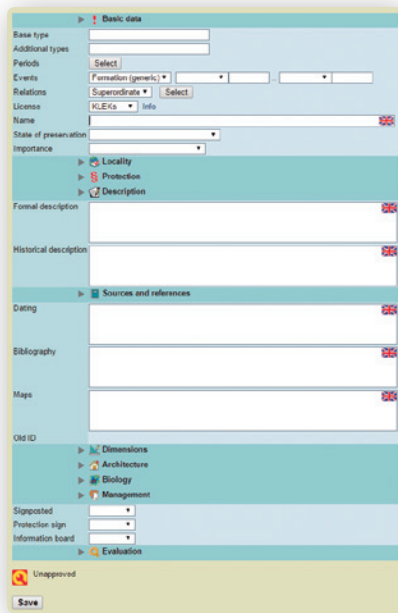 Basic data
Base type
Additional types
Periods Select
Events Formation (generic) ..
Relations Superordinate Select
License KLEKs Info
Name
State of preservation
Importance
Locality
Protection
Description
Formal description
Historical description
Sources and references
Dating
Bibliography
Maps
Old ID
Dimensions
Architecture
Biology
Management
Signposted
Protection sign
Information board
Evaluation
Unapproved
Save